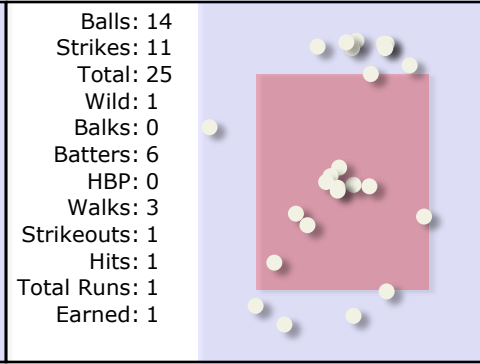 Balls: 14
Strikes: 11
Total: 25
Wild: 1
Balks: 0
Batters: 6
HBP: 0
Walks: 3
Strikeouts: 1
Hits: 1
Total Runs: 1
Earned: 1